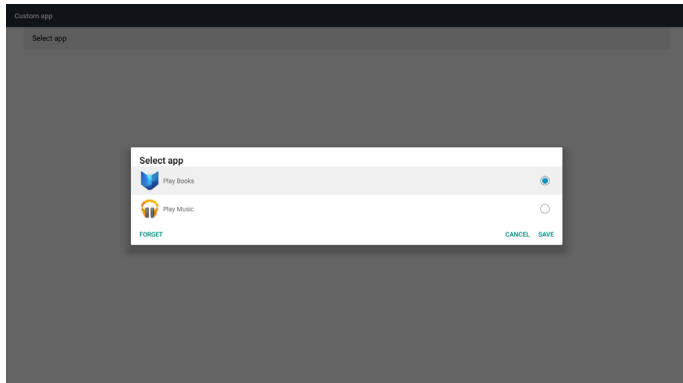 Custom app
Select app
Select app
Play Books
Play Music
FORGET
CANCEL SAVE